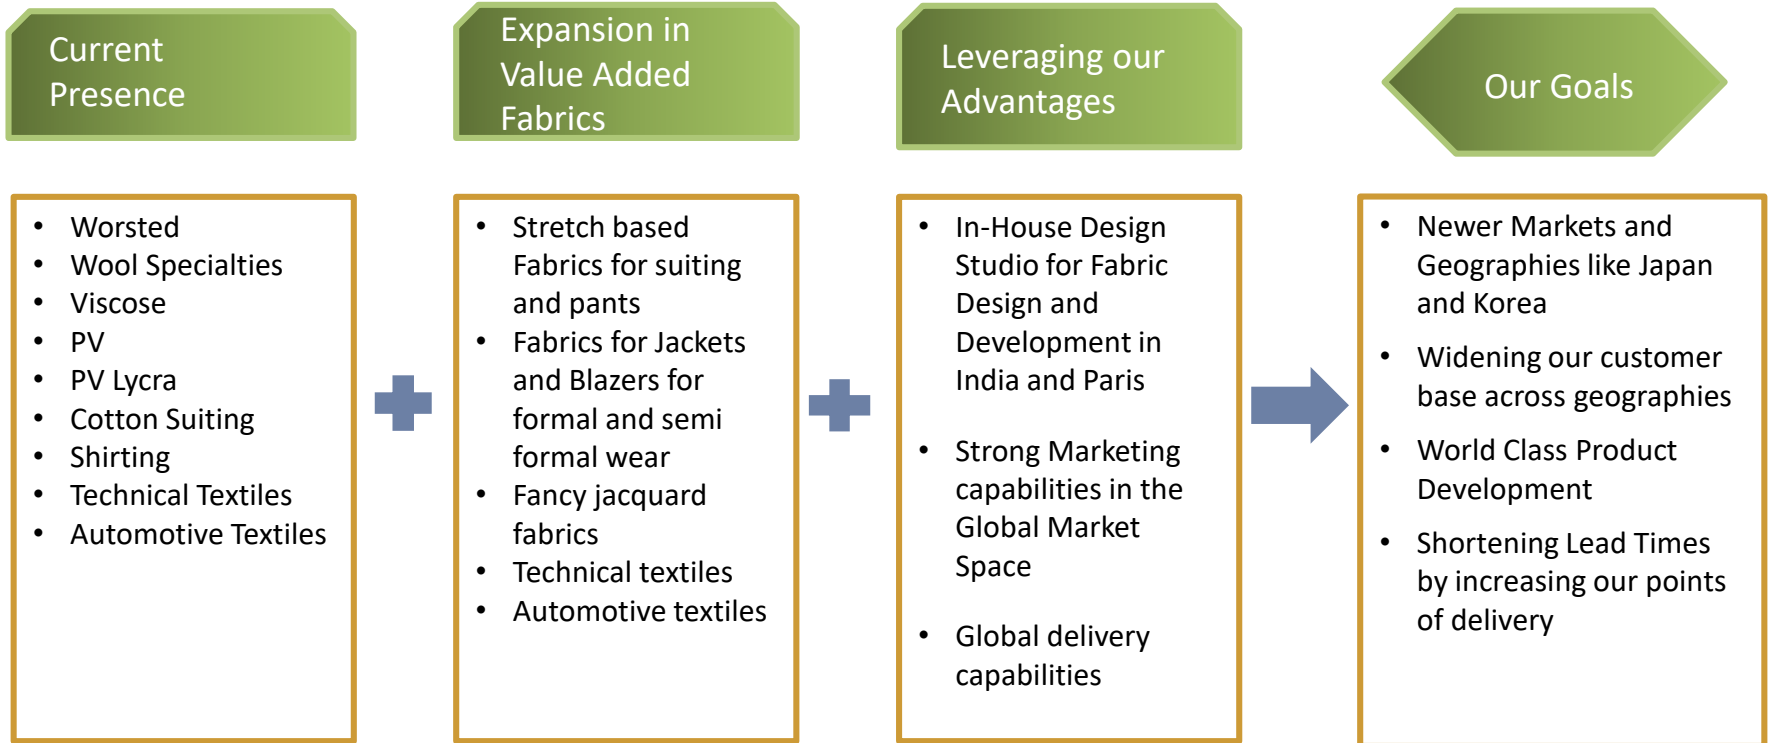 Current
Presence
Expansion in
Value Added
Fabrics
Leveraging our
Advantages
Our Goals
• Worsted
• Wool Specialties
• Viscose
• PV
• PV Lycra
• Cotton Suiting
• Shirting
• Technical Textiles
• Automotive Textiles
• Stretch based
Fabrics for suiting
and pants
• Fabrics for Jackets
and Blazers for
formal and semi
formal wear
• Fancy jacquard
fabrics
• Technical textiles
• Automotive textiles
• In-House Design
Studio for Fabric
Design and
Development in
India and Paris
• Strong Marketing
capabilities in the
Global Market
Space
• Global delivery
capabilities
• Newer Markets and
Geographies like Japan
and Korea
• Widening our customer
base across geographies
• World Class Product
Development
• Shortening Lead Times
by increasing our points
of delivery